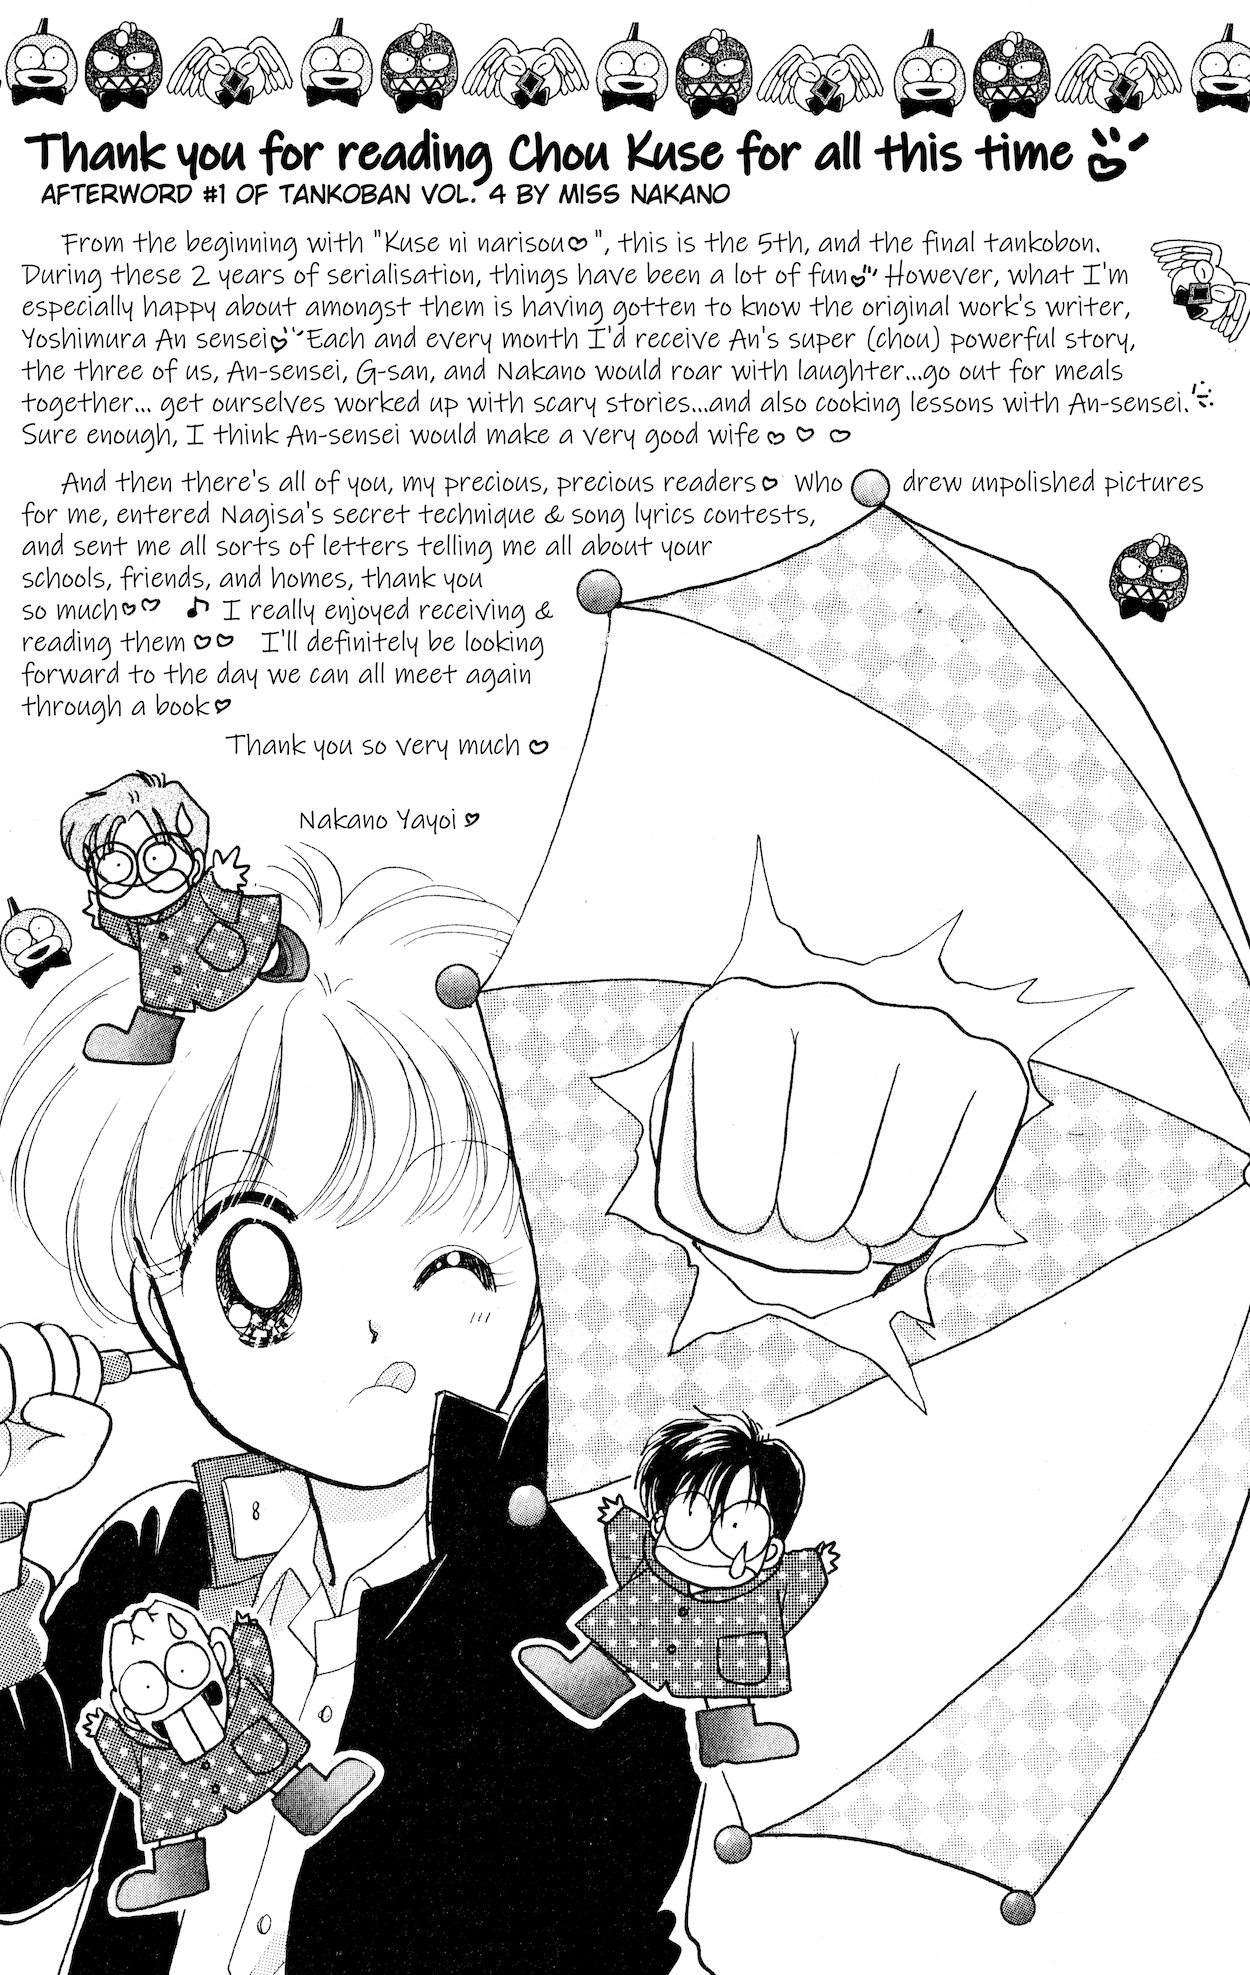 Thank you for reading Chou Kuse for all this time
AFTERWORD #1 OF TANKOBAN VOL. 4 BY MISS NAKANO
From the beginning with "Kuse ni narisou♡", this is the 5th, and the final tankobon.
During these 2 years of serialisation, things have been a lot of fun♡ However, what I'm
especially happy about amongst them is having gotten to know the original work's writer,
Yoshimura An sensei♡ Each and every month I'd receive An's super (chou) powerful story,
the three of us, An-sensei, G-san, and Nakano would roar with laughter...go out for meals
together... get ourselves worked up with scary stories...and also cooking lessons with An-sensei.
Sure enough, I think An-sensei would make a very good wife ♡ ♡ ♡
And then there's all of you, my precious, precious readers♡ Who drew unpolished pictures
for me, entered Nagisa's secret technique & song lyrics contests,
and sent me all sorts of letters telling me all about your
schools, friends, and homes, thank you
so much♡♡ ♪ I really enjoyed receiving &
reading them ♡♡ I'll definitely be looking
forward to the day we can all meet again
through a book♡
Thank you so very much ♡
Nakano Yayoi ♡
8